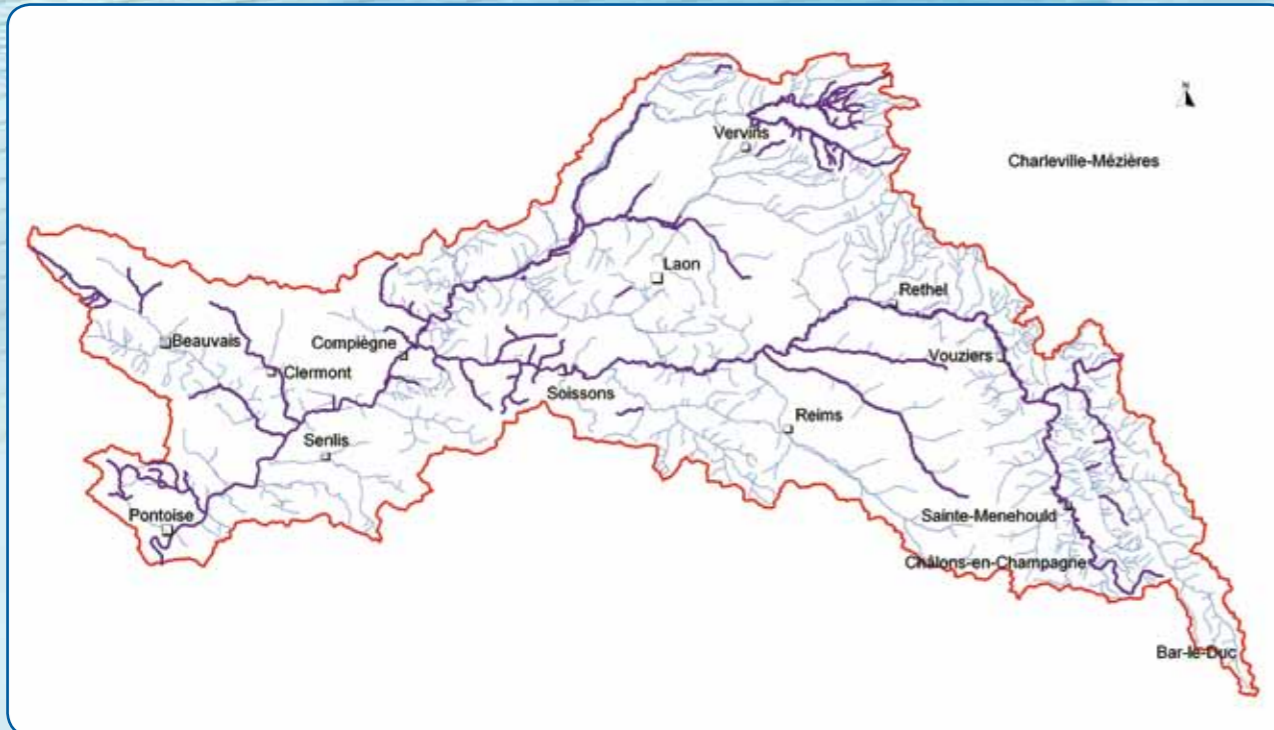 N
Charleville-Mézières
Vervins
Laon
Rethel
Beauvais
Compiègne
Vouziers
Clermont
Soissons
Reims
Senlis
Pontoise
Sainte-Menehould
Châlons-en-Champagne
Bar-le-Duc